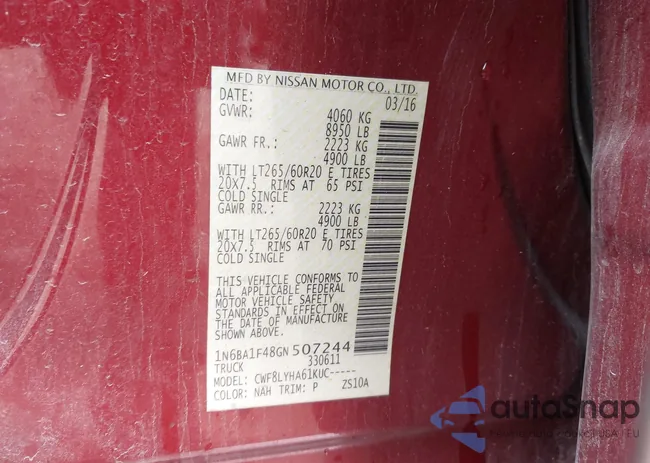 MFD BY NISSAN MOTOR CO., LTD.
DATE: 03/16
GVWR: 4060 KG
8950 LB
GAWR FR.: 2223 KG
4900 LB
WITH LT265/60R20 E TIRES
20X7.5 RIMS AT 65 PSI
COLD SINGLE
GAWR RR.: 2223 KG
4900 LB
WITH LT265/60R20 E TIRES
20X7.5 RIMS AT 70 PSI
COLD SINGLE
THIS VEHICLE CONFORMS TO
ALL APPLICABLE FEDERAL
MOTOR VEHICLE SAFETY
STANDARDS IN EFFECT ON
THE DATE OF MANUFACTURE
SHOWN ABOVE.
1N6BA1F48GN507244
TRUCK 330611
MODEL: CWF8LYHA61KUC-----
COLOR: NAH TRIM: P ZS10A
autoSnap
USA / EU